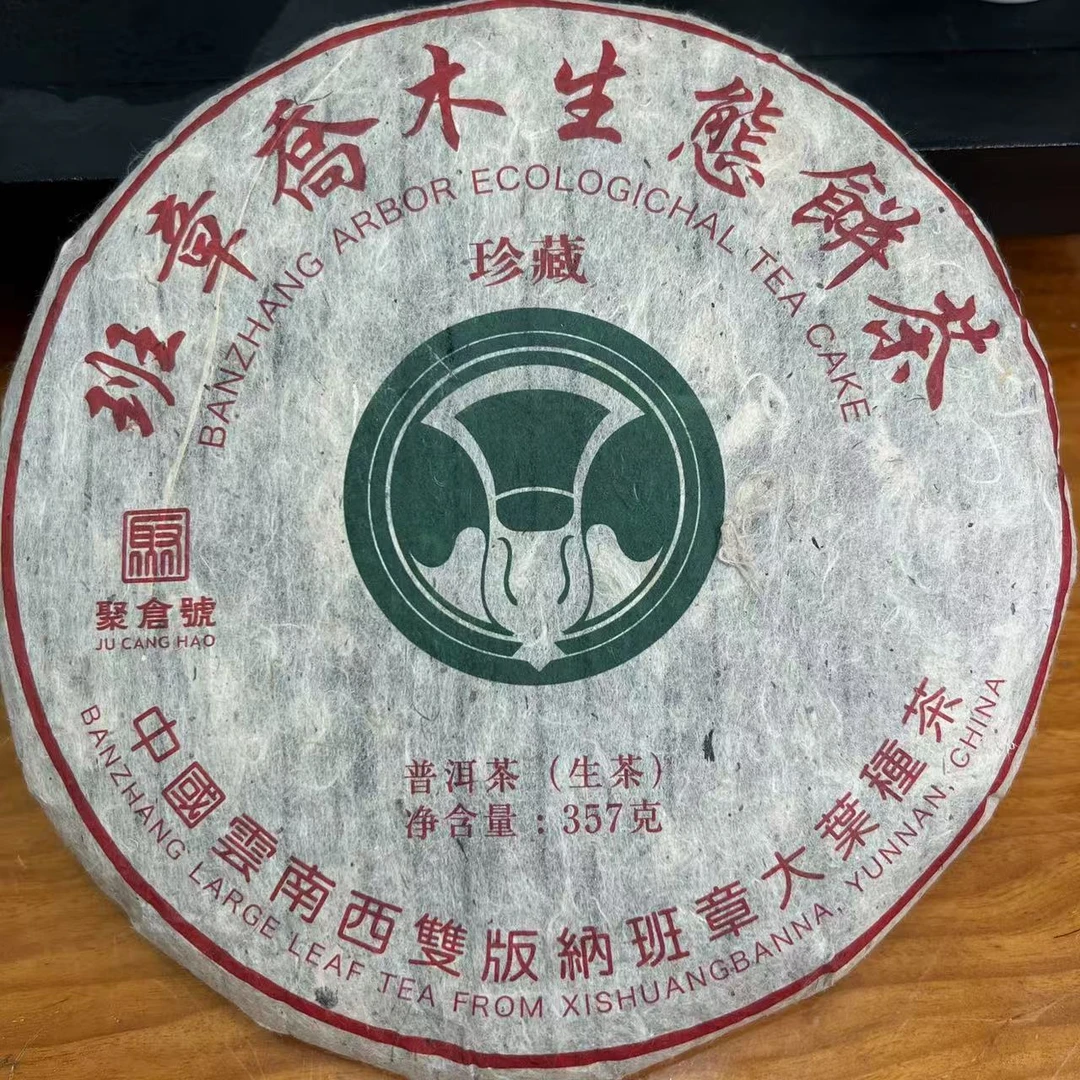 班章喬木生態餅茶
BANZHANG ARBOR ECOLOGICHAL TEA CAKE
珍藏
聚
聚倉號
JU CANG HAO
普洱茶（生茶）
净含量：357克
中國雲南西雙版納班章大葉種茶
BANZHANG LARGE LEAF TEA FROM XISHUANGBANNA, YUNNAN, CHINA